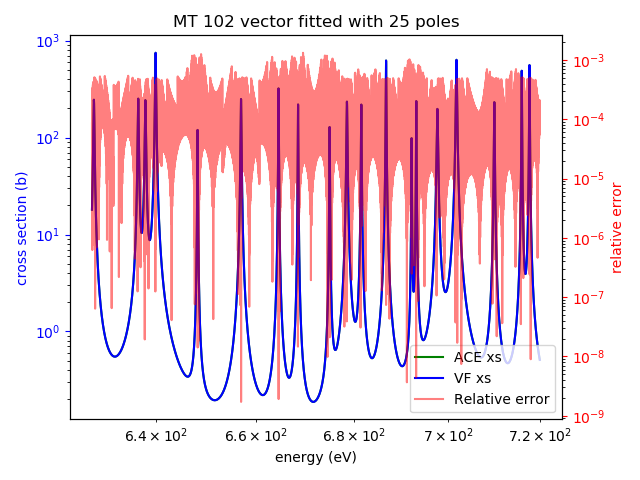 MT 102 vector fitted with 25 poles
10³
10²
10¹
10⁰
cross section (b)
10⁻³
10⁻⁴
10⁻⁵
10⁻⁶
10⁻⁷
10⁻⁸
10⁻⁹
relative error
ACE xs
VF xs
Relative error
6.4 × 10² 6.6 × 10² 6.8 × 10² 7 × 10² 7.2 × 10²
energy (eV)